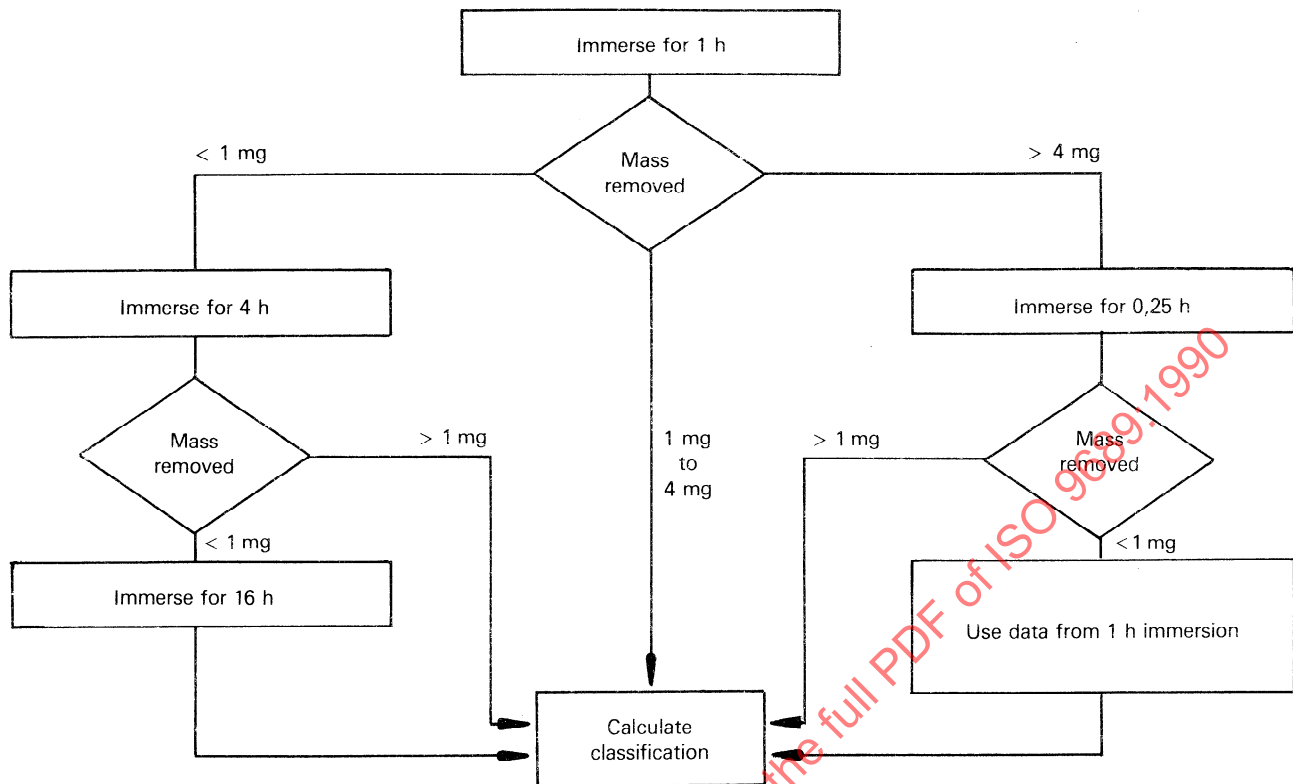 Immerse for 1 h
< 1 mg
Mass
removed
> 4 mg
Immerse for 4 h
Immerse for 0,25 h
Mass
removed
> 1 mg
1 mg
to
4 mg
> 1 mg
Mass
removed
< 1 mg
<1 mg
Immerse for 16 h
Use data from 1 h immersion
Calculate
classification
the full PDF of ISO 9689:1990